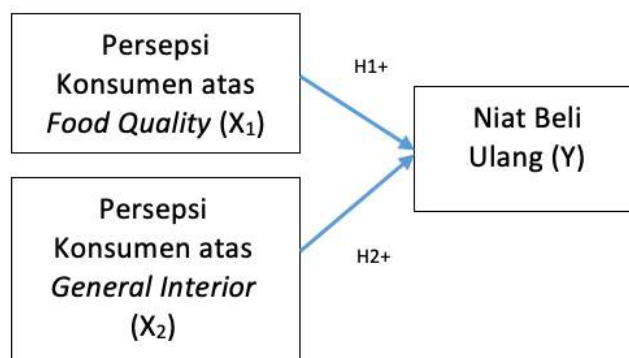 Persepsi
Konsumen atas
Food Quality (X₁)
H1+
Niat Beli
Ulang (Y)
Persepsi
Konsumen atas
General Interior
(X₂)
H2+